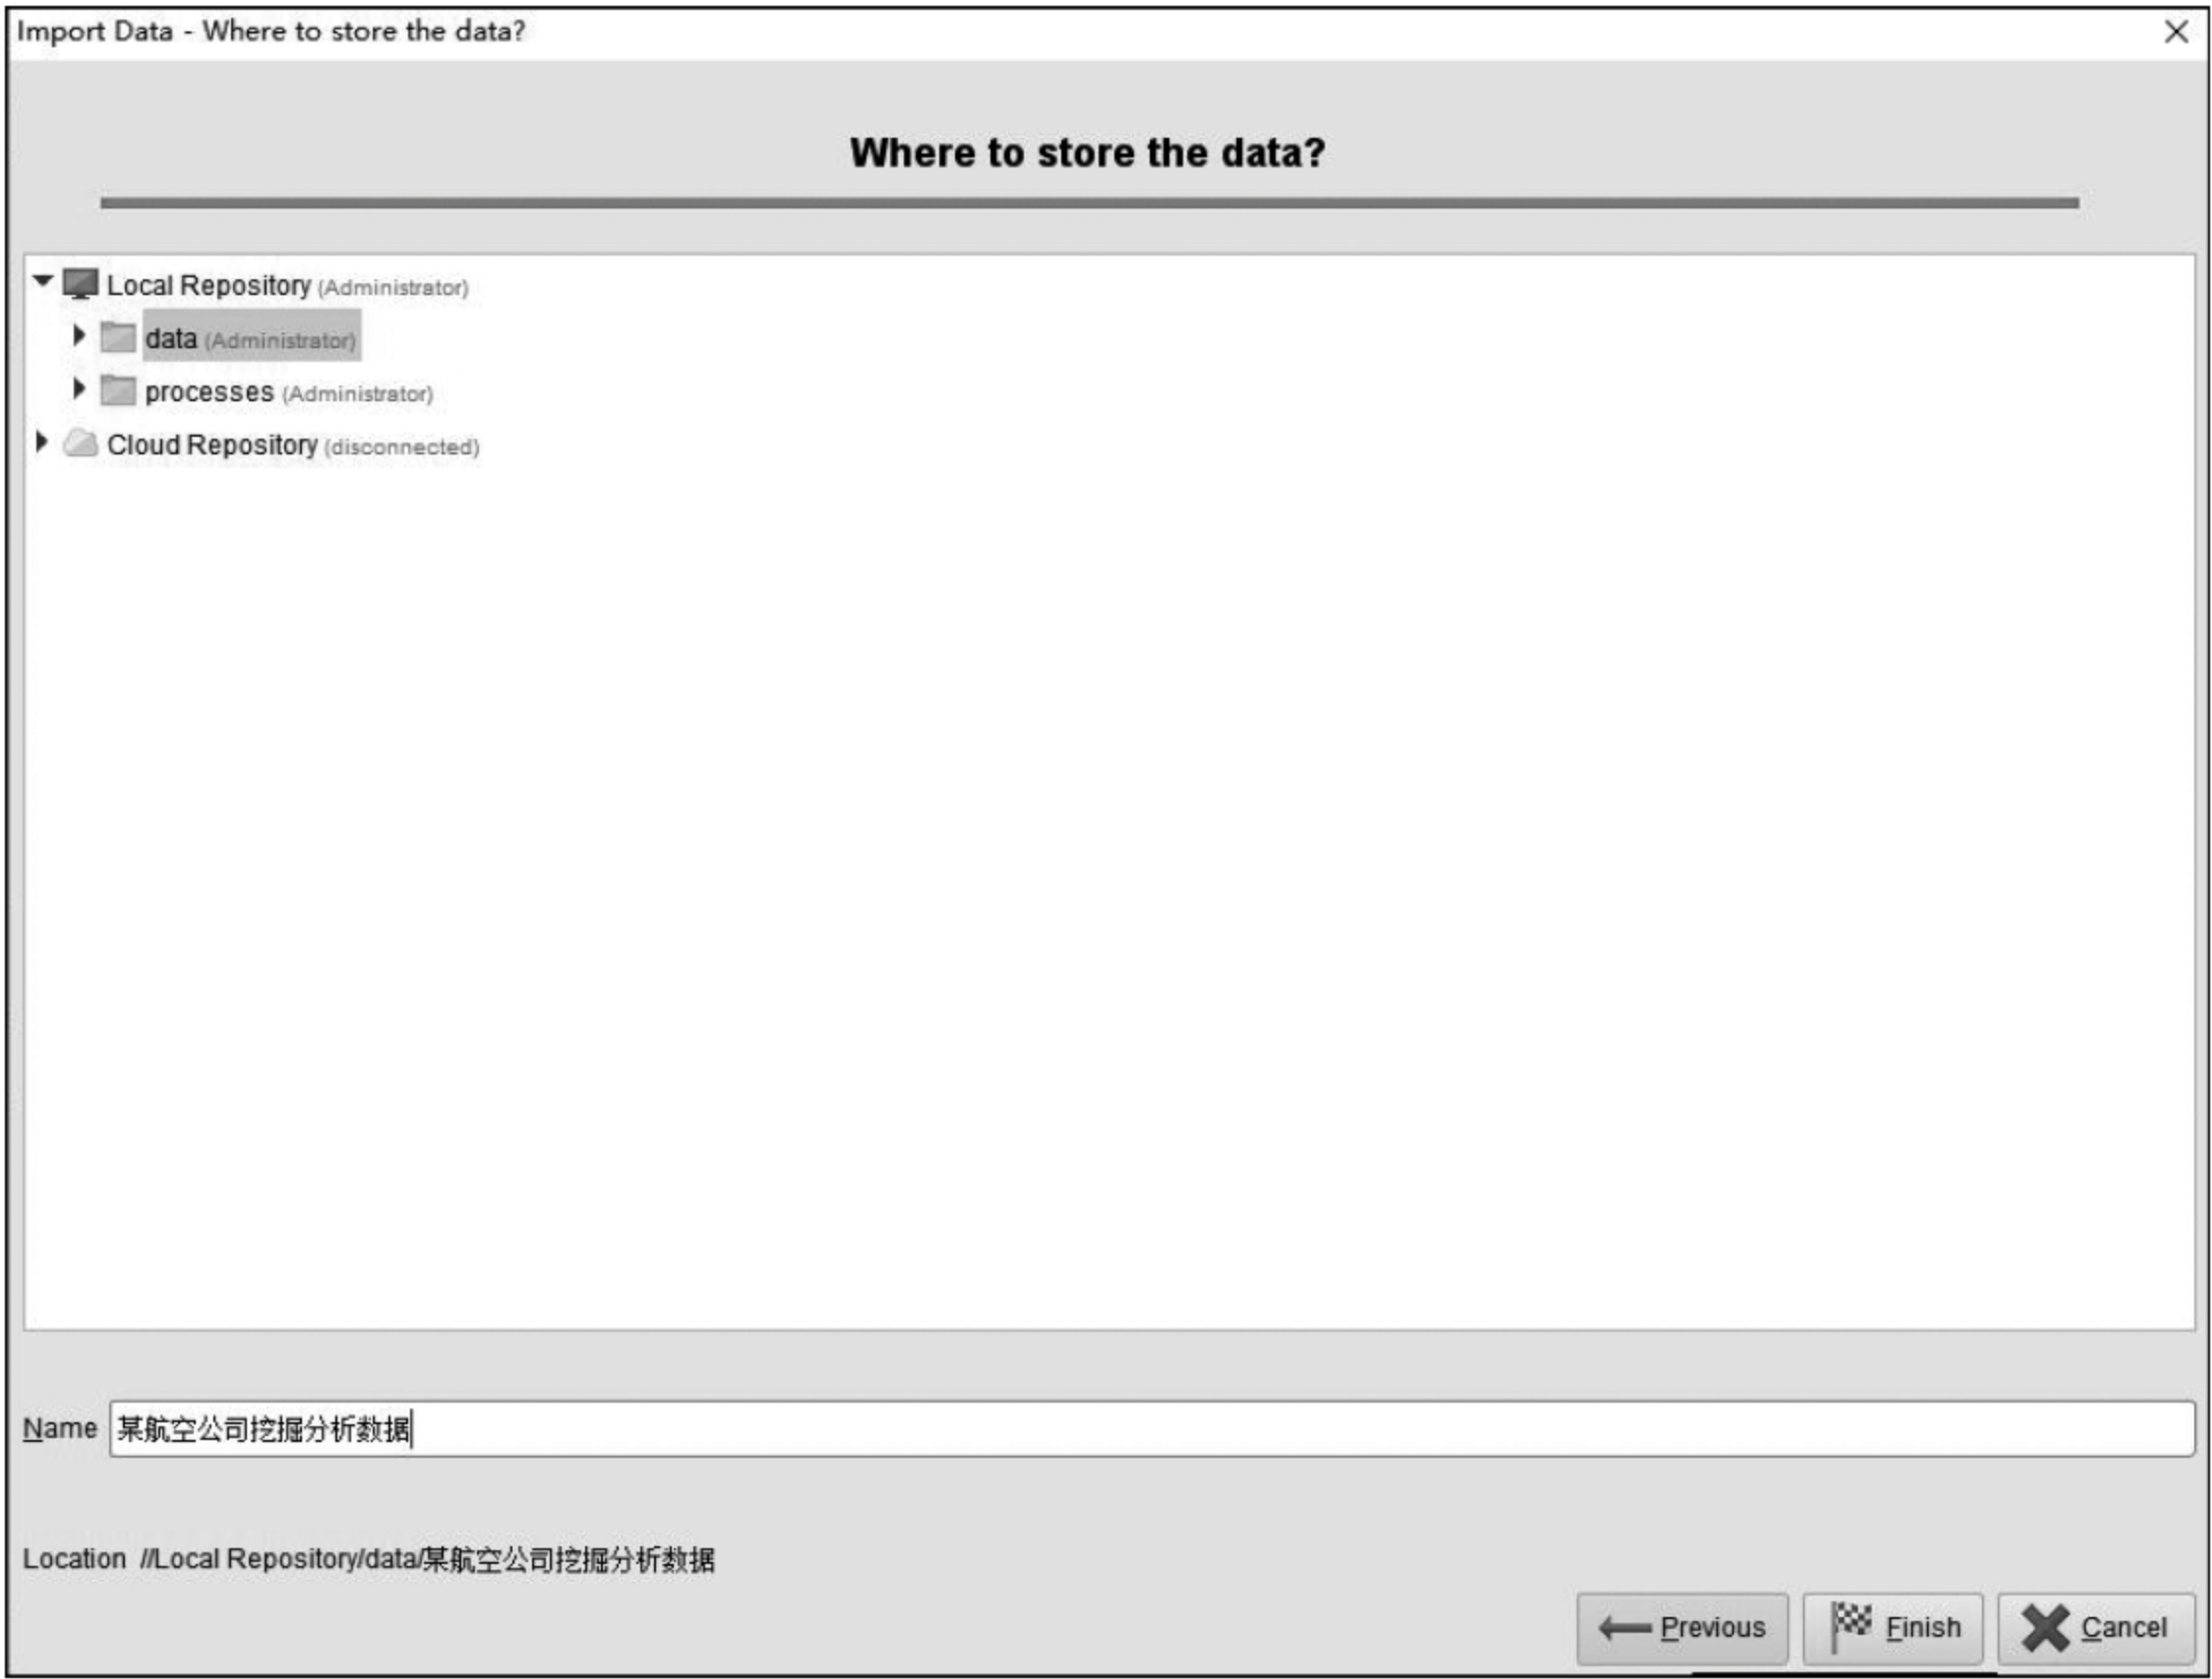 Import Data - Where to store the data?
Where to store the data?
Local Repository (Administrator)
data (Administrator)
processes (Administrator)
Cloud Repository (disconnected)
Name 某航空公司挖掘分析数据
Location //Local Repository/data/某航空公司挖掘分析数据
Previous Finish Cancel